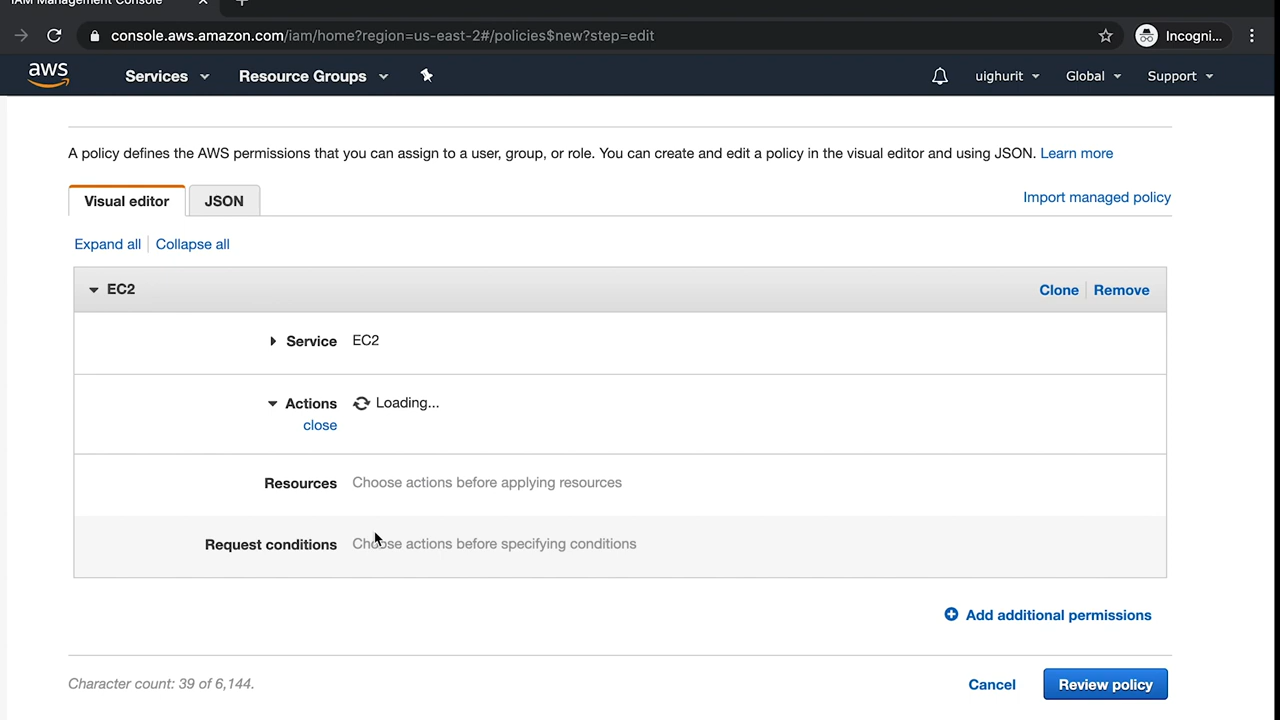 IAM Management Console
console.aws.amazon.com/iam/home?region=us-east-2#/policies$new?step=edit
Incogni...
aws
Services
Resource Groups
uighurit
Global
Support
A policy defines the AWS permissions that you can assign to a user, group, or role. You can create and edit a policy in the visual editor and using JSON. Learn more
Visual editor
JSON
Import managed policy
Expand all
Collapse all
EC2
Clone
Remove
Service
EC2
Actions
Loading...
close
Resources
Choose actions before applying resources
Request conditions
Choose actions before specifying conditions
Add additional permissions
Character count: 39 of 6,144.
Cancel
Review policy